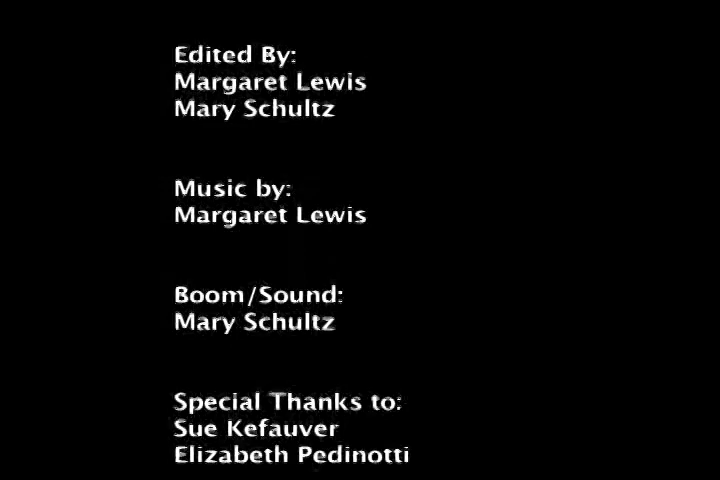 Edited By:
Margaret Lewis
Mary Schultz
Music by:
Margaret Lewis
Boom/Sound:
Mary Schultz
Special Thanks to:
Sue Kefauver
Elizabeth Pedinotti